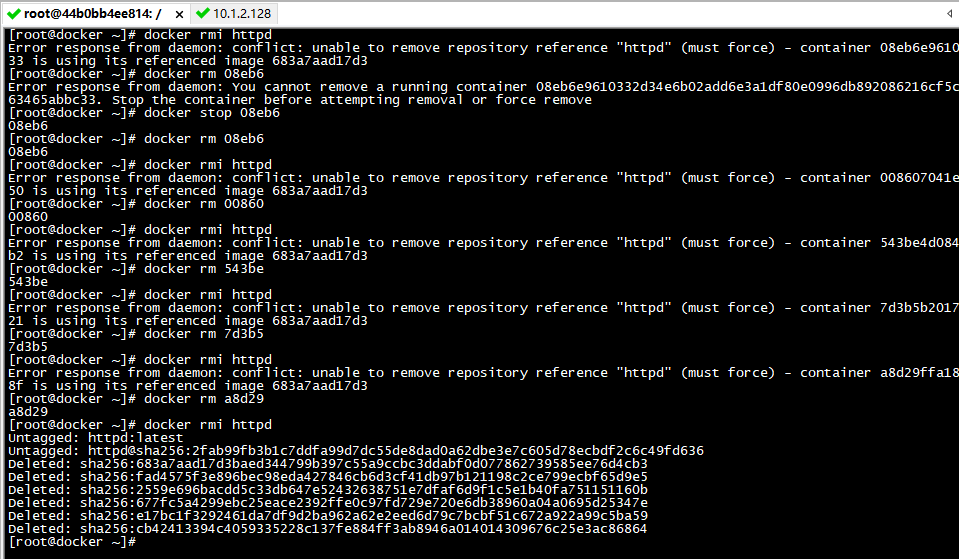 root@44b0bb4ee814: / × 10.1.2.128
[root@docker ~]# docker rmi httpd
Error response from daemon: conflict: unable to remove repository reference "httpd" (must force) - container 08eb6e9610
33 is using its referenced image 683a7aad17d3
[root@docker ~]# docker rm 08eb6
Error response from daemon: You cannot remove a running container 08eb6e9610332d34e6b02add6e3a1df80e0996db892086216cf5c
63465abbc33. Stop the container before attempting removal or force remove
[root@docker ~]# docker stop 08eb6
08eb6
[root@docker ~]# docker rm 08eb6
08eb6
[root@docker ~]# docker rmi httpd
Error response from daemon: conflict: unable to remove repository reference "httpd" (must force) - container 008607041e
50 is using its referenced image 683a7aad17d3
[root@docker ~]# docker rm 00860
00860
[root@docker ~]# docker rmi httpd
Error response from daemon: conflict: unable to remove repository reference "httpd" (must force) - container 543be4d084
b2 is using its referenced image 683a7aad17d3
[root@docker ~]# docker rm 543be
543be
[root@docker ~]# docker rmi httpd
Error response from daemon: conflict: unable to remove repository reference "httpd" (must force) - container 7d3b5b2017
21 is using its referenced image 683a7aad17d3
[root@docker ~]# docker rm 7d3b5
7d3b5
[root@docker ~]# docker rmi httpd
Error response from daemon: conflict: unable to remove repository reference "httpd" (must force) - container a8d29ffa18
8f is using its referenced image 683a7aad17d3
[root@docker ~]# docker rm a8d29
a8d29
[root@docker ~]# docker rmi httpd
Untagged: httpd:latest
Untagged: httpd@sha256:2fab99fb3b1c7ddfa99d7dc55de8dad0a62dbe3e7c605d78ecbdf2c6c49fd636
Deleted: sha256:683a7aad17d3baed344799b397c55a9ccbc3ddabf0d077862739585ee76d4cb3
Deleted: sha256:fad4575f3e896bec98eda427846cb6d3cf41db97b121198c2ce799ecbf65d9e5
Deleted: sha256:2559e696bacdd5c33db647e52432638751e7dfaf6d9f1c5e1b40fa751151160b
Deleted: sha256:677fc5a4299ebc25eace2392ffe0c97fd729e720e6db38960a04a0695d25347e
Deleted: sha256:e17bc1f3292461da7df9d2ba962a62e2eed6d79c7bcbf51c672a922a99c5ba59
Deleted: sha256:cb42413394c4059335228c137fe884ff3ab8946a014014309676c25e3ac86864
[root@docker ~]#